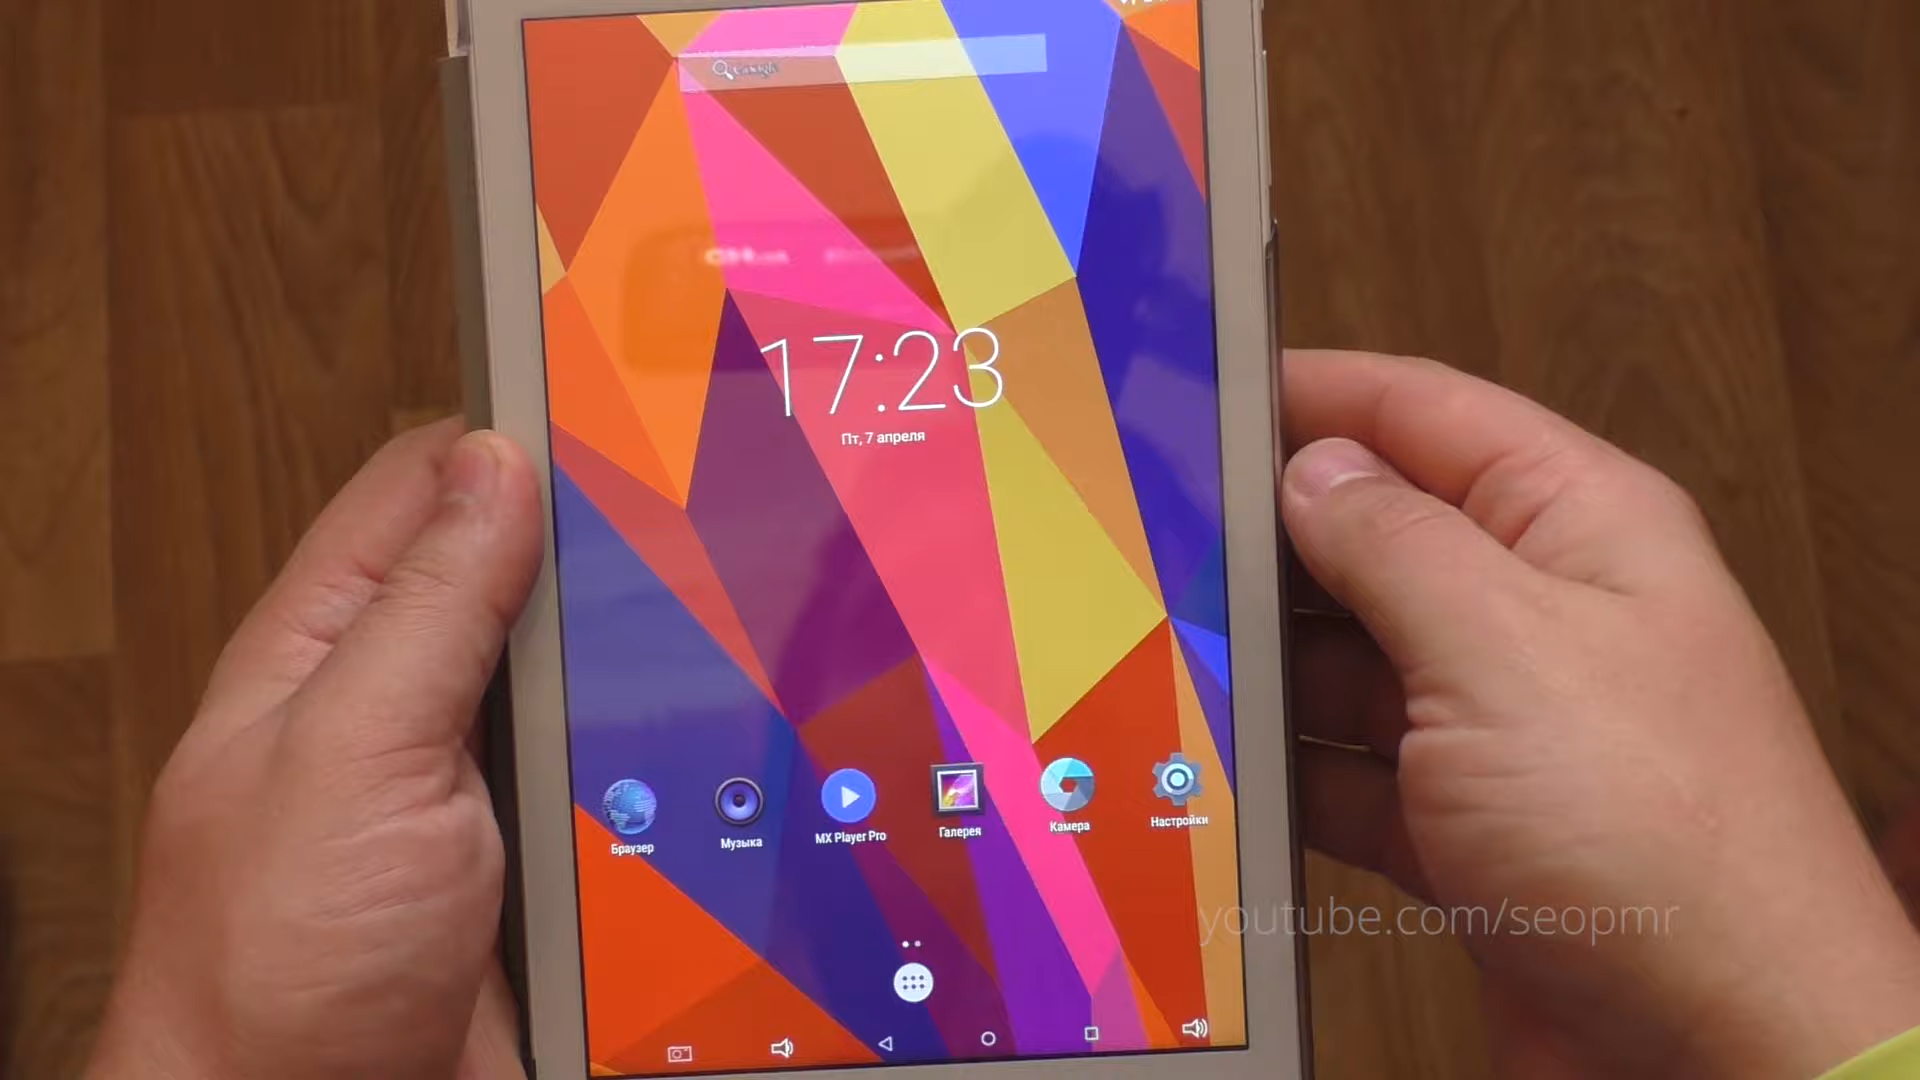 Google
17:23
Пт, 7 апреля
Браузер
Музыка
MX Player Pro
Галерея
Камера
Настройки
youtube.com/seopmr